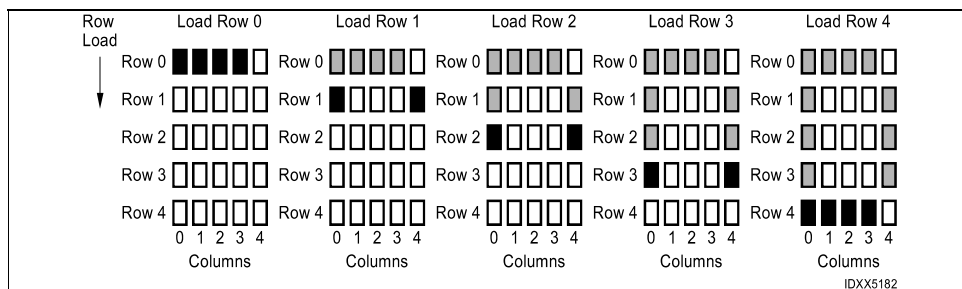 Row Load
Load Row 0 Load Row 1 Load Row 2 Load Row 3 Load Row 4
Row 0 Row 0 Row 0 Row 0 Row 0
Row 1 Row 1 Row 1 Row 1 Row 1
Row 2 Row 2 Row 2 Row 2 Row 2
Row 3 Row 3 Row 3 Row 3 Row 3
Row 4 Row 4 Row 4 Row 4 Row 4
0 1 2 3 4 0 1 2 3 4 0 1 2 3 4 0 1 2 3 4 0 1 2 3 4
Columns Columns Columns Columns Columns
IDXX5182